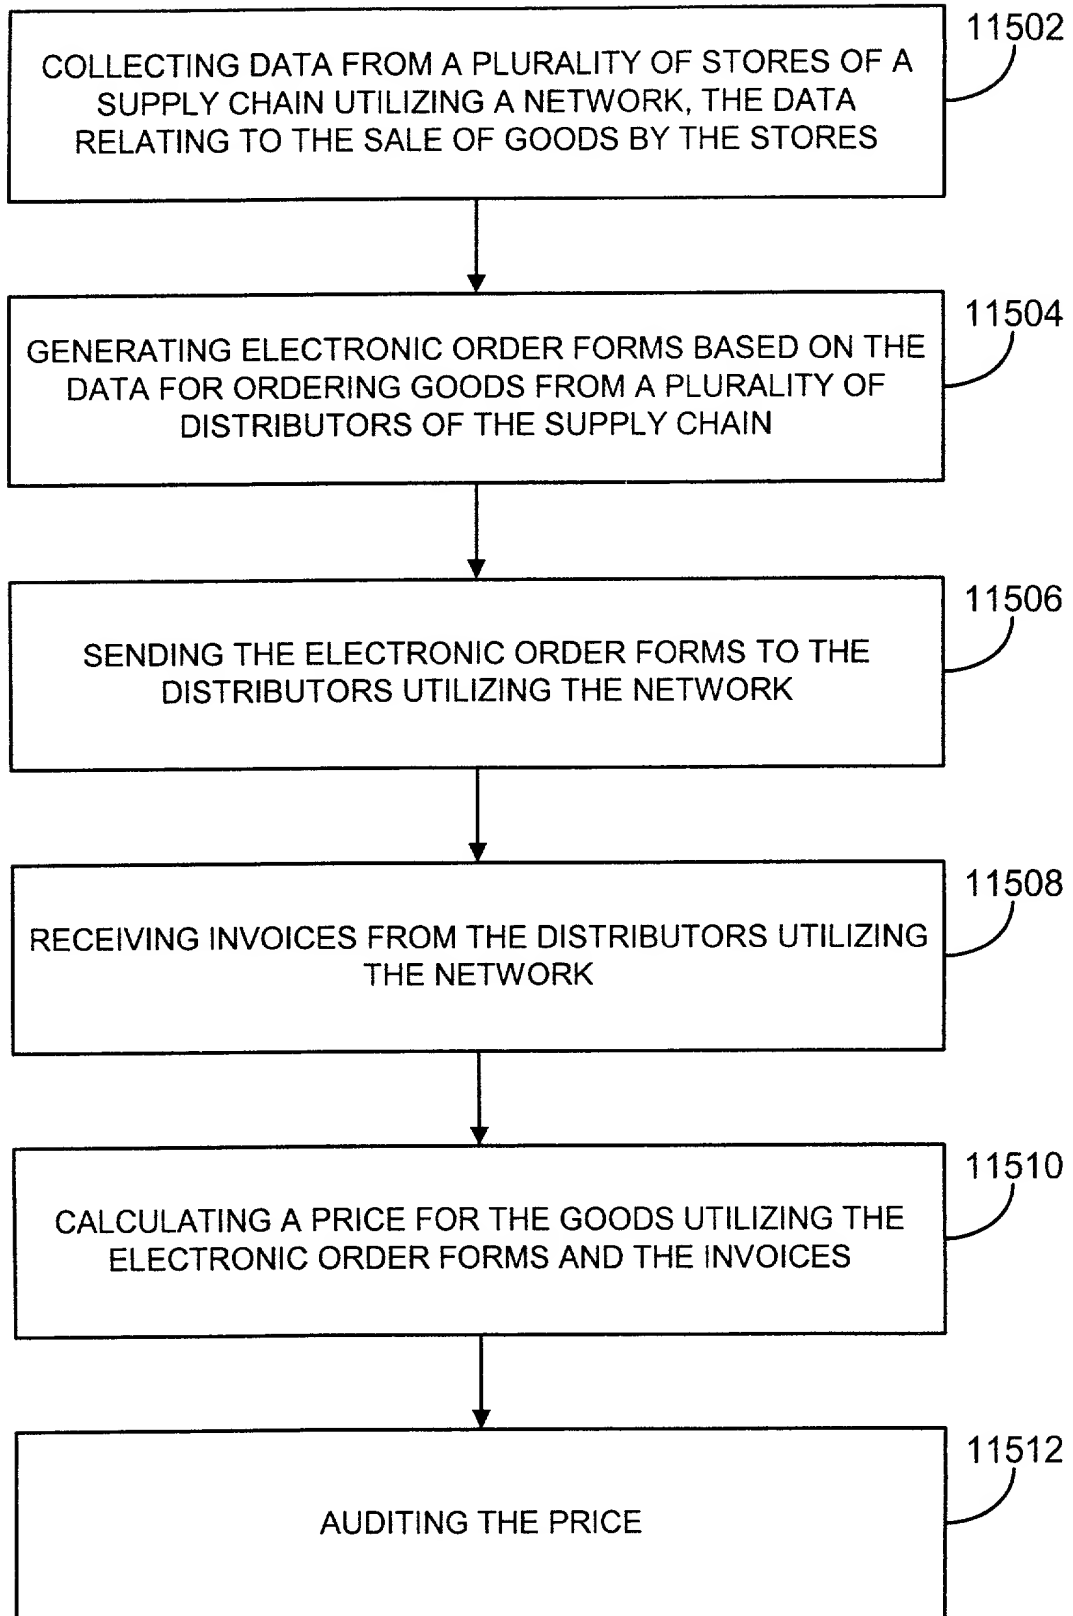 11502
COLLECTING DATA FROM A PLURALITY OF STORES OF A
SUPPLY CHAIN UTILIZING A NETWORK, THE DATA
RELATING TO THE SALE OF GOODS BY THE STORES
11504
GENERATING ELECTRONIC ORDER FORMS BASED ON THE
DATA FOR ORDERING GOODS FROM A PLURALITY OF
DISTRIBUTORS OF THE SUPPLY CHAIN
11506
SENDING THE ELECTRONIC ORDER FORMS TO THE
DISTRIBUTORS UTILIZING THE NETWORK
11508
RECEIVING INVOICES FROM THE DISTRIBUTORS UTILIZING
THE NETWORK
11510
CALCULATING A PRICE FOR THE GOODS UTILIZING THE
ELECTRONIC ORDER FORMS AND THE INVOICES
11512
AUDITING THE PRICE